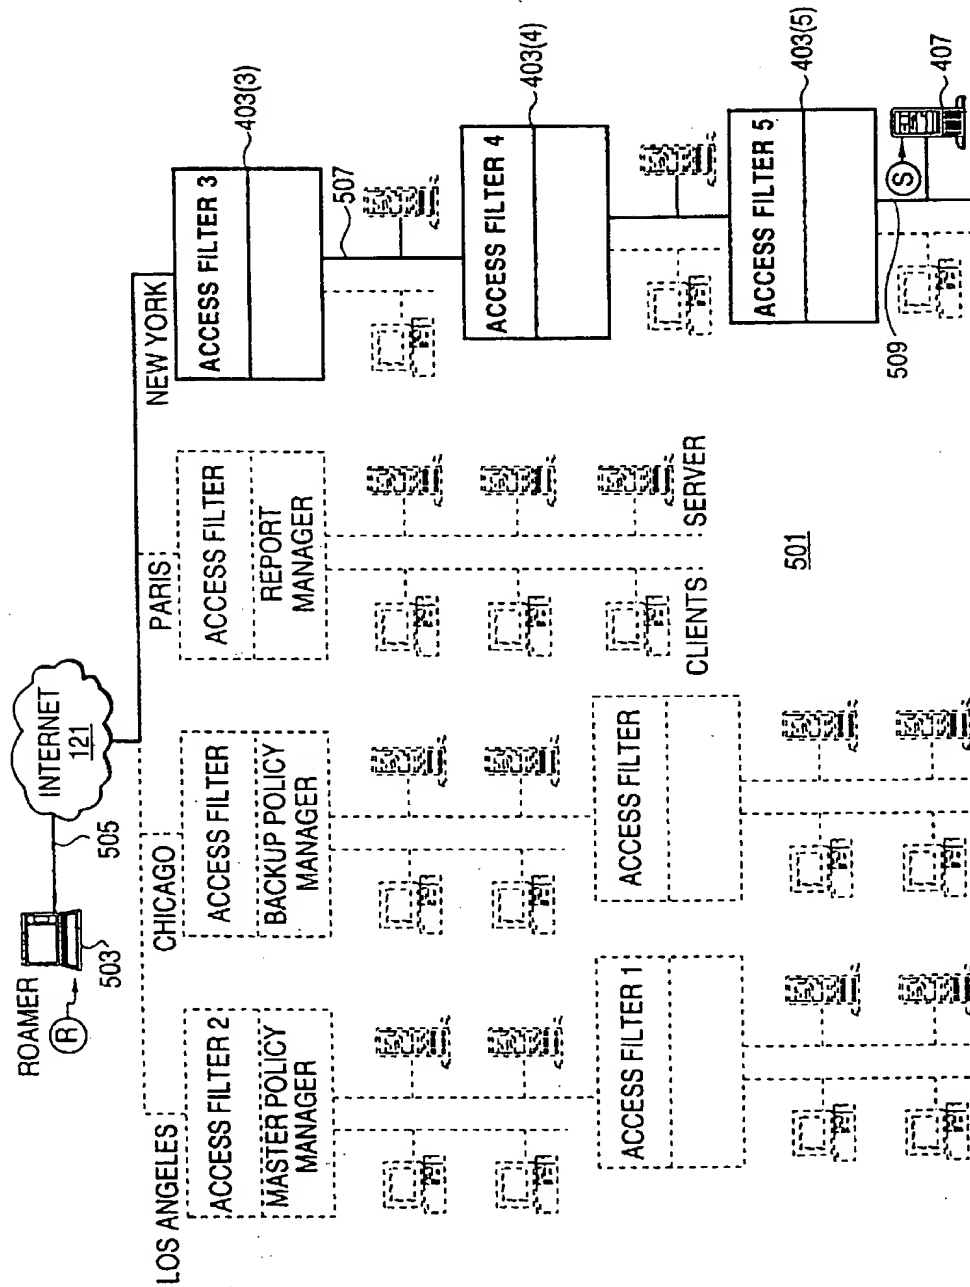 ROAMER
R
503
505
INTERNET
121
LOS ANGELES
CHICAGO
PARIS
NEW YORK
ACCESS FILTER 2
MASTER POLICY
MANAGER
ACCESS FILTER
BACKUP POLICY
MANAGER
ACCESS FILTER
REPORT
MANAGER
ACCESS FILTER 3
403(3)
507
ACCESS FILTER 1
ACCESS FILTER
CLIENTS
SERVER
ACCESS FILTER 4
403(4)
501
ACCESS FILTER 5
403(5)
509
S
407